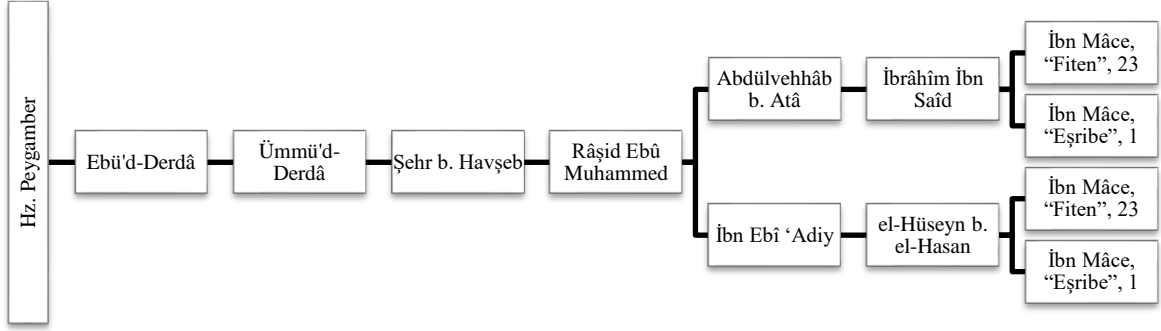 Hz. Peygamber
Ebü'd-Derdâ
Ümmü'd-
Derdâ
Şehr b. Havşeb
Râşid Ebû
Muhammed
Abdülvehhâb
b. Atâ
İbrâhîm İbn
Saîd
İbn Mâce,
“Fiten”, 23
İbn Mâce,
“Eşribe”, 1
İbn Ebî ‘Adiy
el-Hüseyn b.
el-Hasan
İbn Mâce,
“Fiten”, 23
İbn Mâce,
“Eşribe”, 1